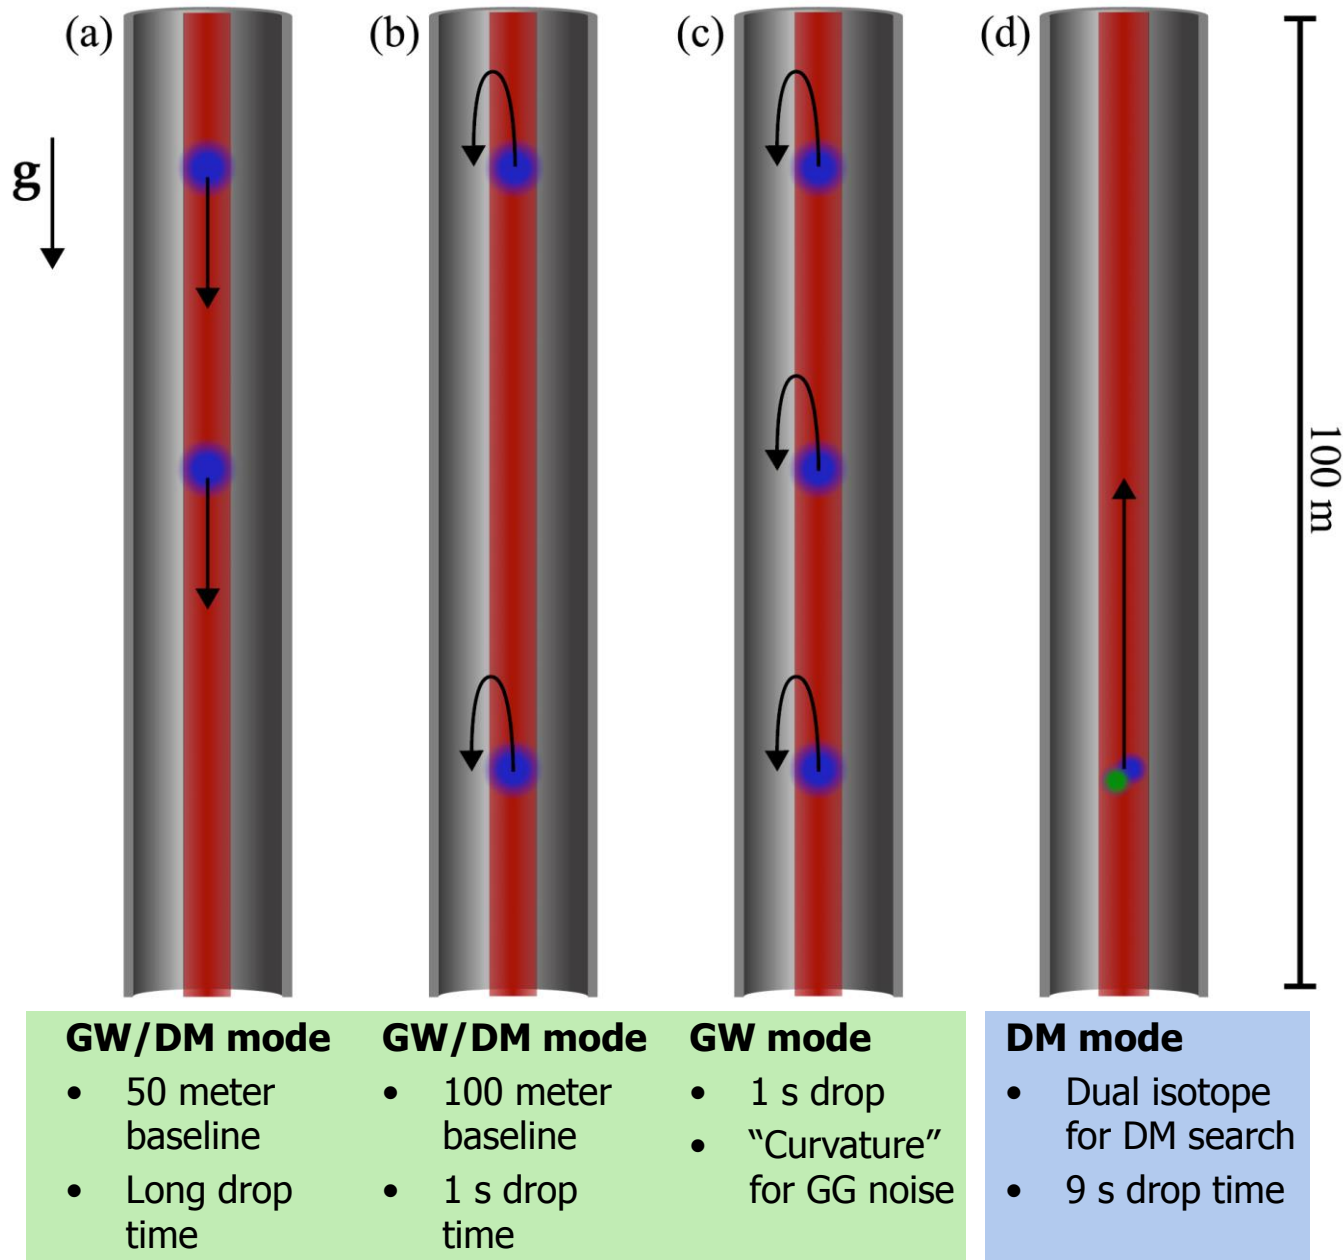 (a)
(b)
(c)
(d)
g
100 m
GW/DM mode
• 50 meter
baseline
• Long drop
time
GW/DM mode
• 100 meter
baseline
• 1 s drop
time
GW mode
• 1 s drop
• “Curvature”
for GG noise
DM mode
• Dual isotope
for DM search
• 9 s drop time